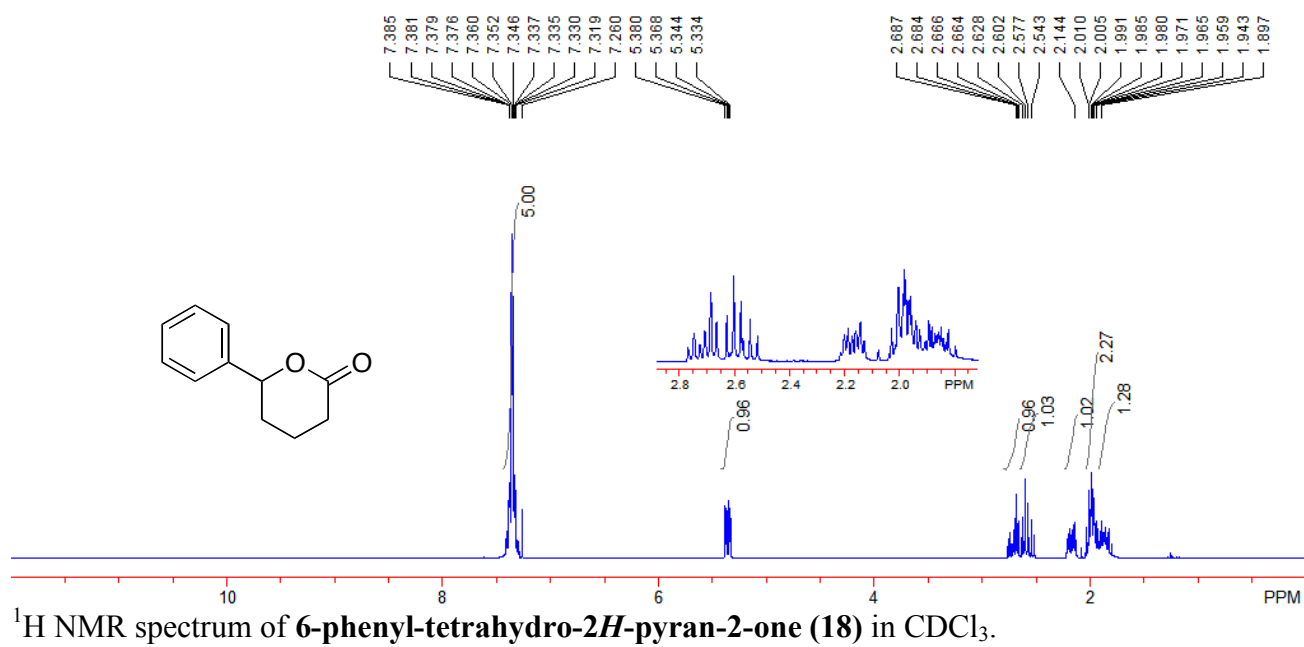 7.385 7.381 7.379 7.376 7.360 7.352 7.346 7.337 7.335 7.330 7.319 7.260 5.380 5.368 5.344 5.334 2.687 2.684 2.666 2.664 2.628 2.602 2.577 2.543 2.144 2.010 2.005 1.991 1.985 1.980 1.971 1.965 1.959 1.943 1.897
5.00
2.8 2.6 2.4 2.2 2.0 PPM
O O
0.96 0.96 1.03 1.02 2.27 1.28
10 8 6 4 2 PPM
¹H NMR spectrum of 6-phenyl-tetrahydro-2H-pyran-2-one (18) in CDCl₃.